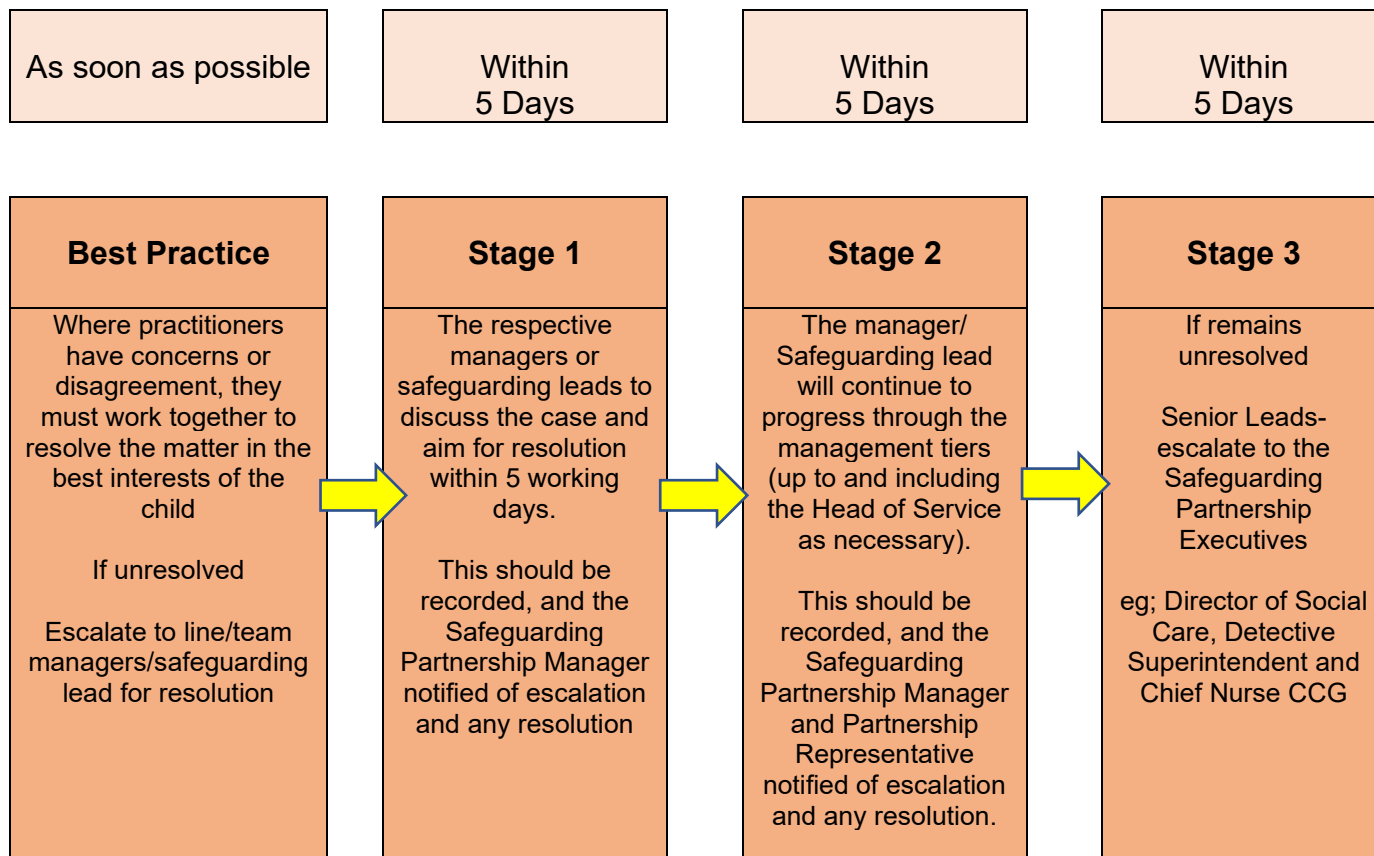 As soon as possible
Within
5 Days
Within
5 Days
Within
5 Days
Best Practice
Where practitioners
have concerns or
disagreement, they
must work together to
resolve the matter in the
best interests of the
child
If unresolved
Escalate to line/team
managers/safeguarding
lead for resolution
Stage 1
The respective
managers or
safeguarding leads to
discuss the case and
aim for resolution
within 5 working
days.
This should be
recorded, and the
Safeguarding
Partnership Manager
notified of escalation
and any resolution
Stage 2
The manager/
Safeguarding lead
will continue to
progress through the
management tiers
(up to and including
the Head of Service
as necessary).
This should be
recorded, and the
Safeguarding
Partnership Manager
and Partnership
Representative
notified of escalation
and any resolution.
Stage 3
If remains
unresolved
Senior Leads-
escalate to the
Safeguarding
Partnership
Executives
eg; Director of Social
Care, Detective
Superintendent and
Chief Nurse CCG